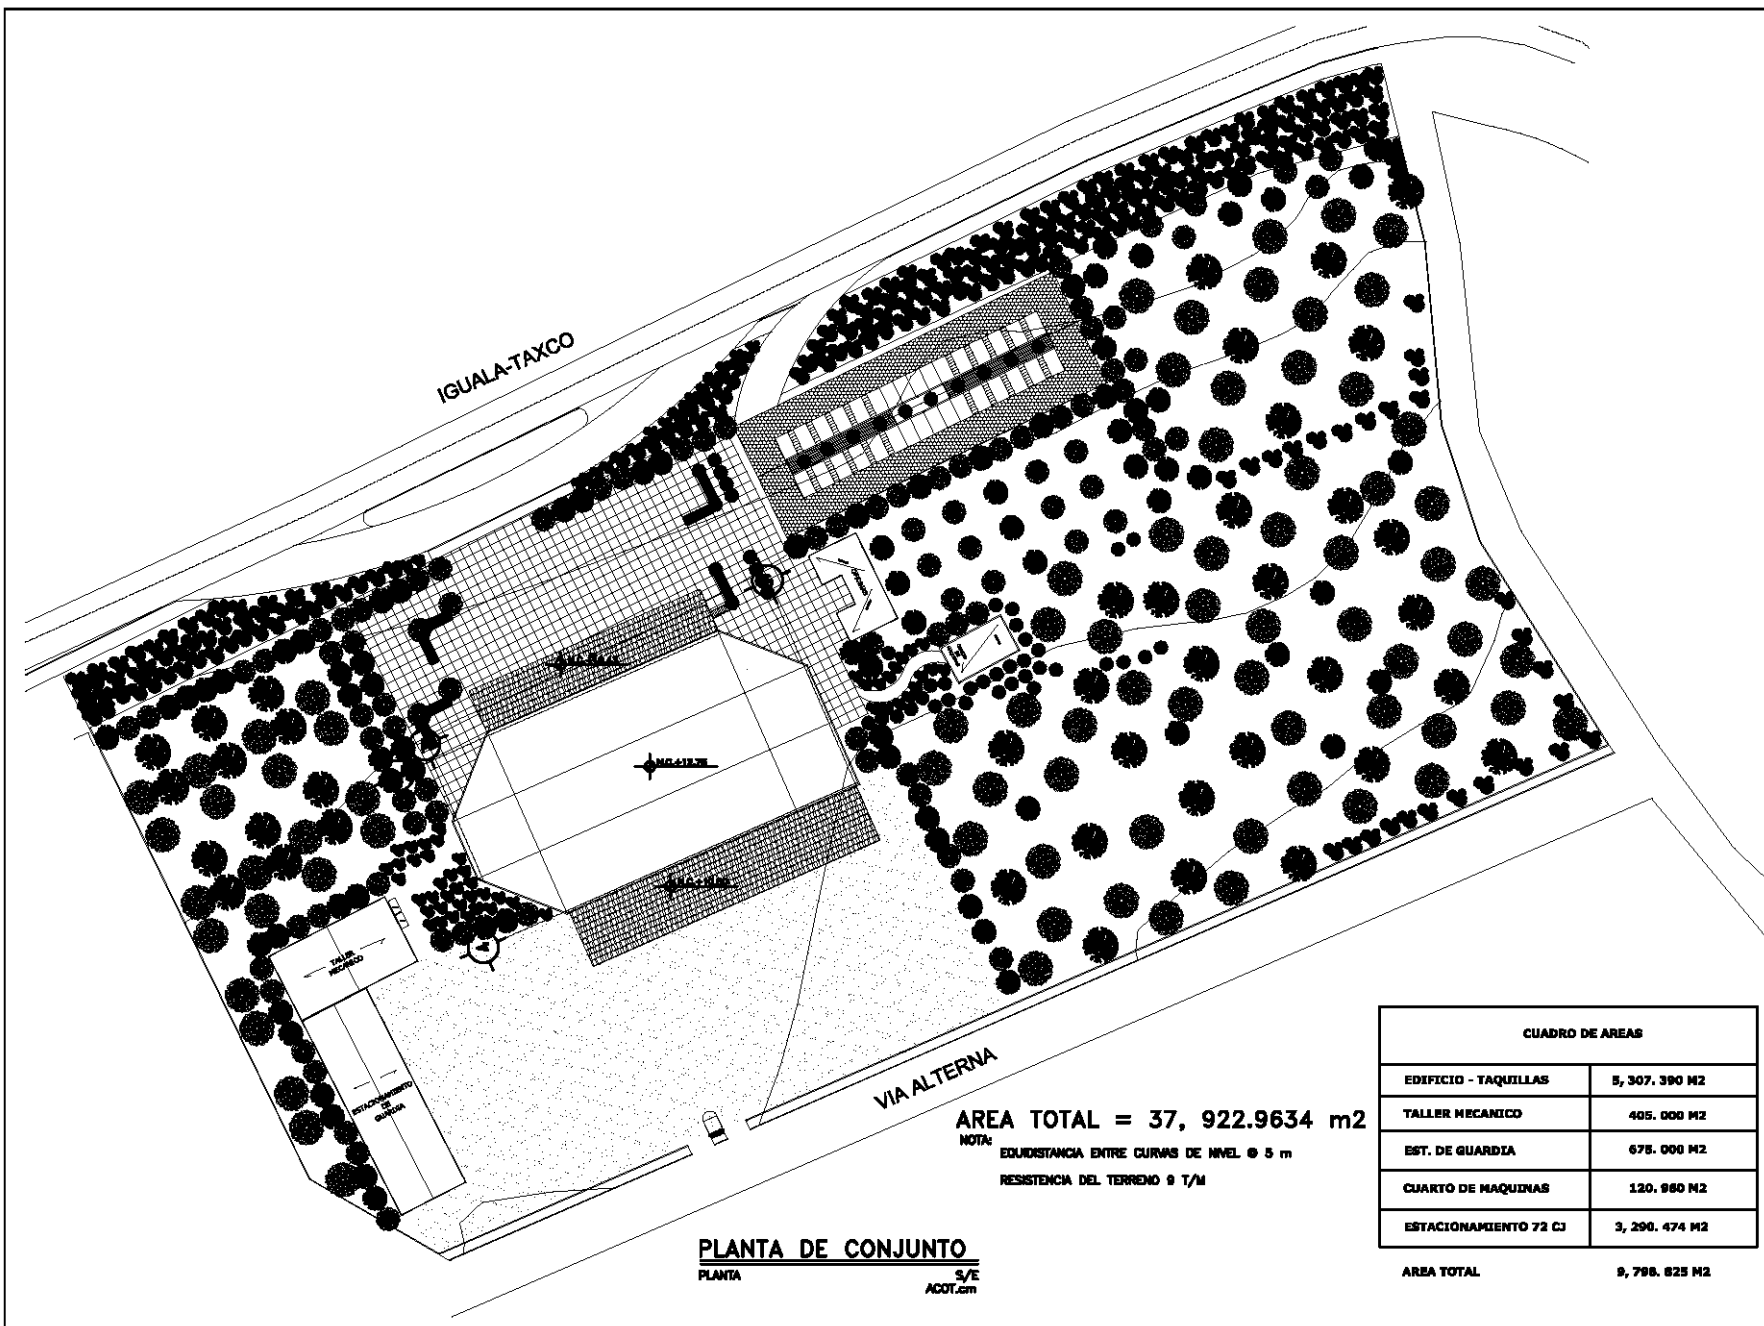 IGUALA-TAXCO
N.C.+12.75
TALLER
MECANICO
ESTACIONAMIENTO
DE
GUARDIA
VIA ALTERNA
AREA TOTAL = 37, 922.9634 m2
NOTA:
EQUIDISTANCIA ENTRE CURVAS DE NIVEL @ 5 m
RESISTENCIA DEL TERRENO 9 T/M
PLANTA DE CONJUNTO
PLANTA S/E
ACOT.cm
CUADRO DE AREAS
EDIFICIO - TAQUILLAS 5, 307. 390 M2
TALLER MECANICO 405. 000 M2
EST. DE GUARDIA 675. 000 M2
CUARTO DE MAQUINAS 120. 960 M2
ESTACIONAMIENTO 72 CJ 3, 290. 474 M2
AREA TOTAL 9, 798. 825 M2